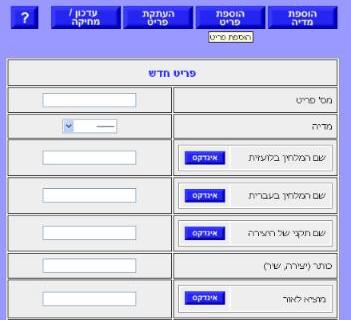 הוספת מדיה
הוספת פריט
העתקת פריט
עדכון / מחיקה
?
הוספת פריט
פריט חדש
מס' פריט
מדיה
שם המלחין בלועזית
אינדקס
שם המלחין בעברית
אינדקס
שם תקני של היצירה
אינדקס
כותר (יצירה, שיר)
מוציא לאור
אינדקס